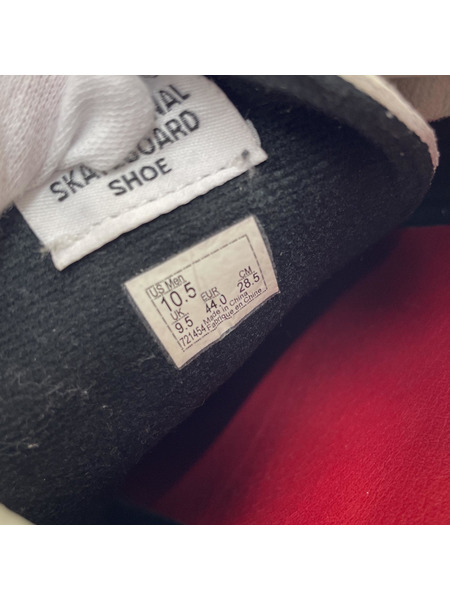 SKATEBOARD
SHOE
US Men
10.5
UK EUR CM
9.5 44.0 28.5
721454 Made in China
Fabriqué en Chine